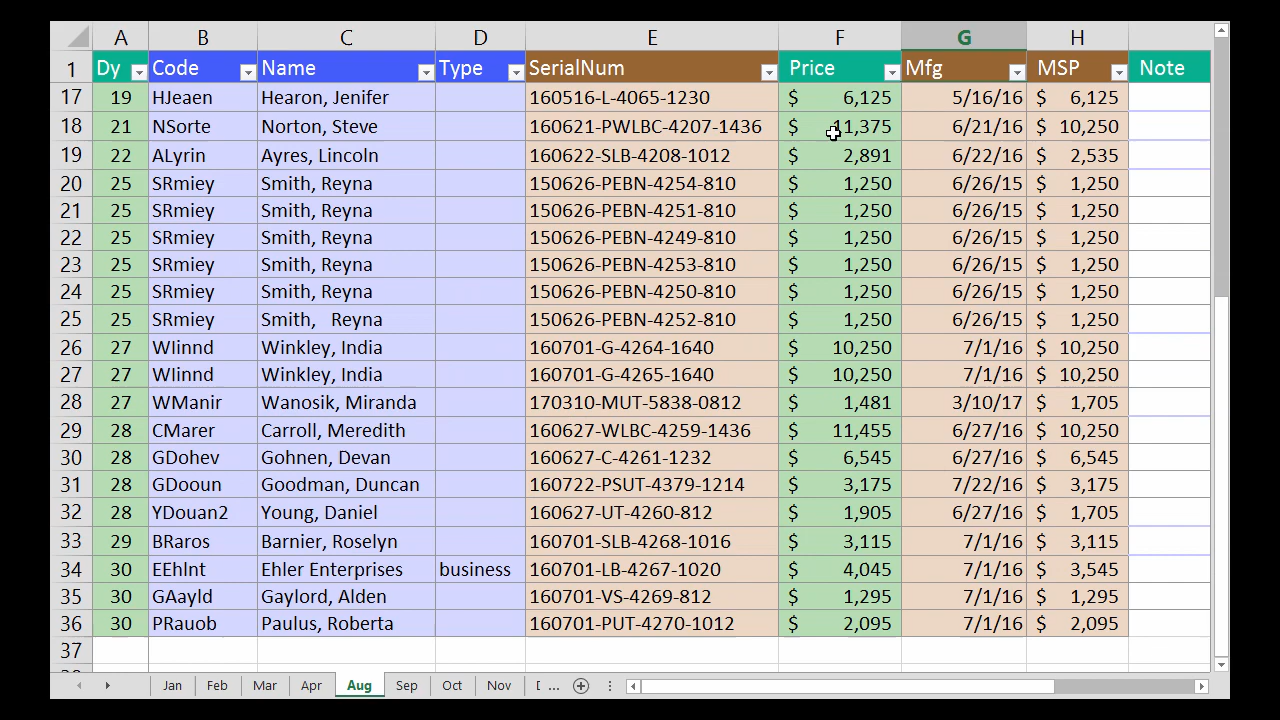 A B C D E F G H
1 Dy Code Name Type SerialNum Price Mfg MSP Note
17 19 HJeaen Hearon, Jenifer 160516-L-4065-1230 $ 6,125 5/16/16 $ 6,125
18 21 NSorte Norton, Steve 160621-PWLBC-4207-1436 $ 11,375 6/21/16 $ 10,250
19 22 ALyrin Ayres, Lincoln 160622-SLB-4208-1012 $ 2,891 6/22/16 $ 2,535
20 25 SRmiey Smith, Reyna 150626-PEBN-4254-810 $ 1,250 6/26/15 $ 1,250
21 25 SRmiey Smith, Reyna 150626-PEBN-4251-810 $ 1,250 6/26/15 $ 1,250
22 25 SRmiey Smith, Reyna 150626-PEBN-4249-810 $ 1,250 6/26/15 $ 1,250
23 25 SRmiey Smith, Reyna 150626-PEBN-4253-810 $ 1,250 6/26/15 $ 1,250
24 25 SRmiey Smith, Reyna 150626-PEBN-4250-810 $ 1,250 6/26/15 $ 1,250
25 25 SRmiey Smith, Reyna 150626-PEBN-4252-810 $ 1,250 6/26/15 $ 1,250
26 27 WIinnd Winkley, India 160701-G-4264-1640 $ 10,250 7/1/16 $ 10,250
27 27 WIinnd Winkley, India 160701-G-4265-1640 $ 10,250 7/1/16 $ 10,250
28 27 WManir Wanosik, Miranda 170310-MUT-5838-0812 $ 1,481 3/10/17 $ 1,705
29 28 CMarer Carroll, Meredith 160627-WLBC-4259-1436 $ 11,455 6/27/16 $ 10,250
30 28 GDohev Gohnen, Devan 160627-C-4261-1232 $ 6,545 6/27/16 $ 6,545
31 28 GDooun Goodman, Duncan 160722-PSUT-4379-1214 $ 3,175 7/22/16 $ 3,175
32 28 YDouan2 Young, Daniel 160627-UT-4260-812 $ 1,905 6/27/16 $ 1,705
33 29 BRaros Barnier, Roselyn 160701-SLB-4268-1016 $ 3,115 7/1/16 $ 3,115
34 30 EEhlnt Ehler Enterprises business 160701-LB-4267-1020 $ 4,045 7/1/16 $ 3,545
35 30 GAayld Gaylord, Alden 160701-VS-4269-812 $ 1,295 7/1/16 $ 1,295
36 30 PRauob Paulus, Roberta 160701-PUT-4270-1012 $ 2,095 7/1/16 $ 2,095
37
Jan Feb Mar Apr Aug Sep Oct Nov ...